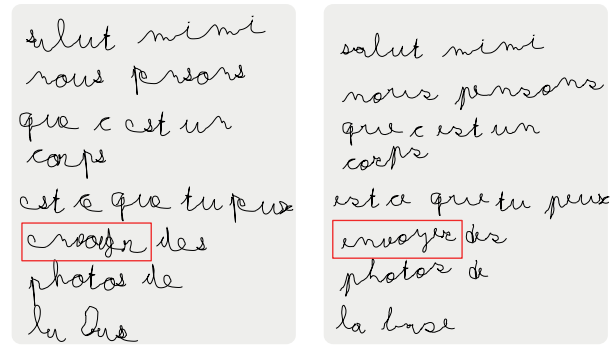 salut mimi
nous pensons
que c est un
corps
est ce que tu peux
des
photos de
la
salut mimi
nous pensons
que c est un
corps
est ce que tu peux
envoyer des
photos de
la base